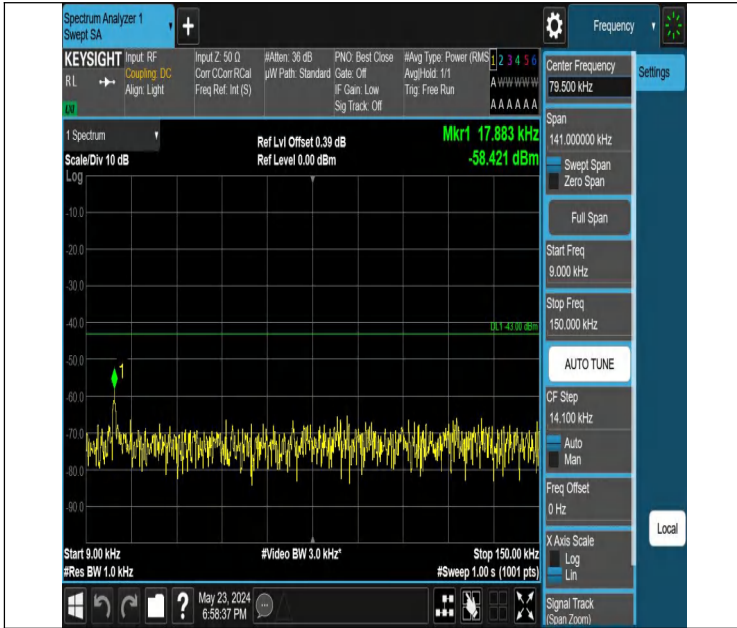 Spectrum Analyzer 1
Swept SA
+
Frequency
KEYSIGHT
RL
Input: RF
Coupling: DC
Align: Light
Input Z: 50 Ω
Corr CCorr RCal
Freq Ref: Int (S)
#Atten: 36 dB
µW Path: Standard
PNO: Best Close
Gate: Off
IF Gain: Low
Sig Track: Off
#Avg Type: Power (RMS
Avg|Hold: 1/1
Trig: Free Run
1 2 3 4 5 6
A W W W W W
A A A A A A
1 Spectrum
Scale/Div 10 dB
Log
Ref Lvl Offset 0.39 dB
Ref Level 0.00 dBm
Mkr1 17.883 kHz
-58.421 dBm
-10.0
-20.0
-30.0
-40.0
DL1 -43.00 dBm
-50.0
1
-60.0
-70.0
-80.0
-90.0
Start 9.00 kHz
#Res BW 1.0 kHz
#Video BW 3.0 kHz*
Stop 150.00 kHz
#Sweep 1.00 s (1001 pts)
Center Frequency
79.500 kHz
Settings
Span
141.000000 kHz
Swept Span
Zero Span
Full Span
Start Freq
9.000 kHz
Stop Freq
150.000 kHz
AUTO TUNE
CF Step
14.100 kHz
Auto
Man
Freq Offset
0 Hz
X Axis Scale
Log
Lin
Local
Signal Track
(Span Zoom)
?
May 23, 2024
6:58:37 PM